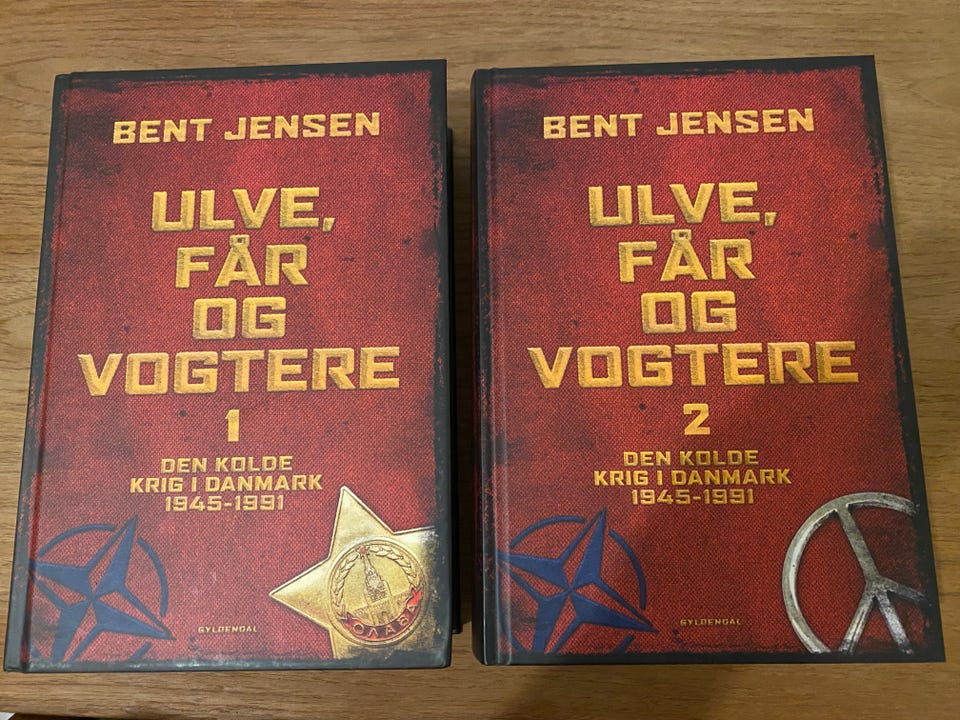 BENT JENSEN
ULVE,
FÅR
OG
VOGTERE
1
DEN KOLDE
KRIG I DANMARK
1945-1991
GYLDENDAL
СЛАВА
BENT JENSEN
ULVE,
FÅR
OG
VOGTERE
2
DEN KOLDE
KRIG I DANMARK
1945-1991
GYLDENDAL